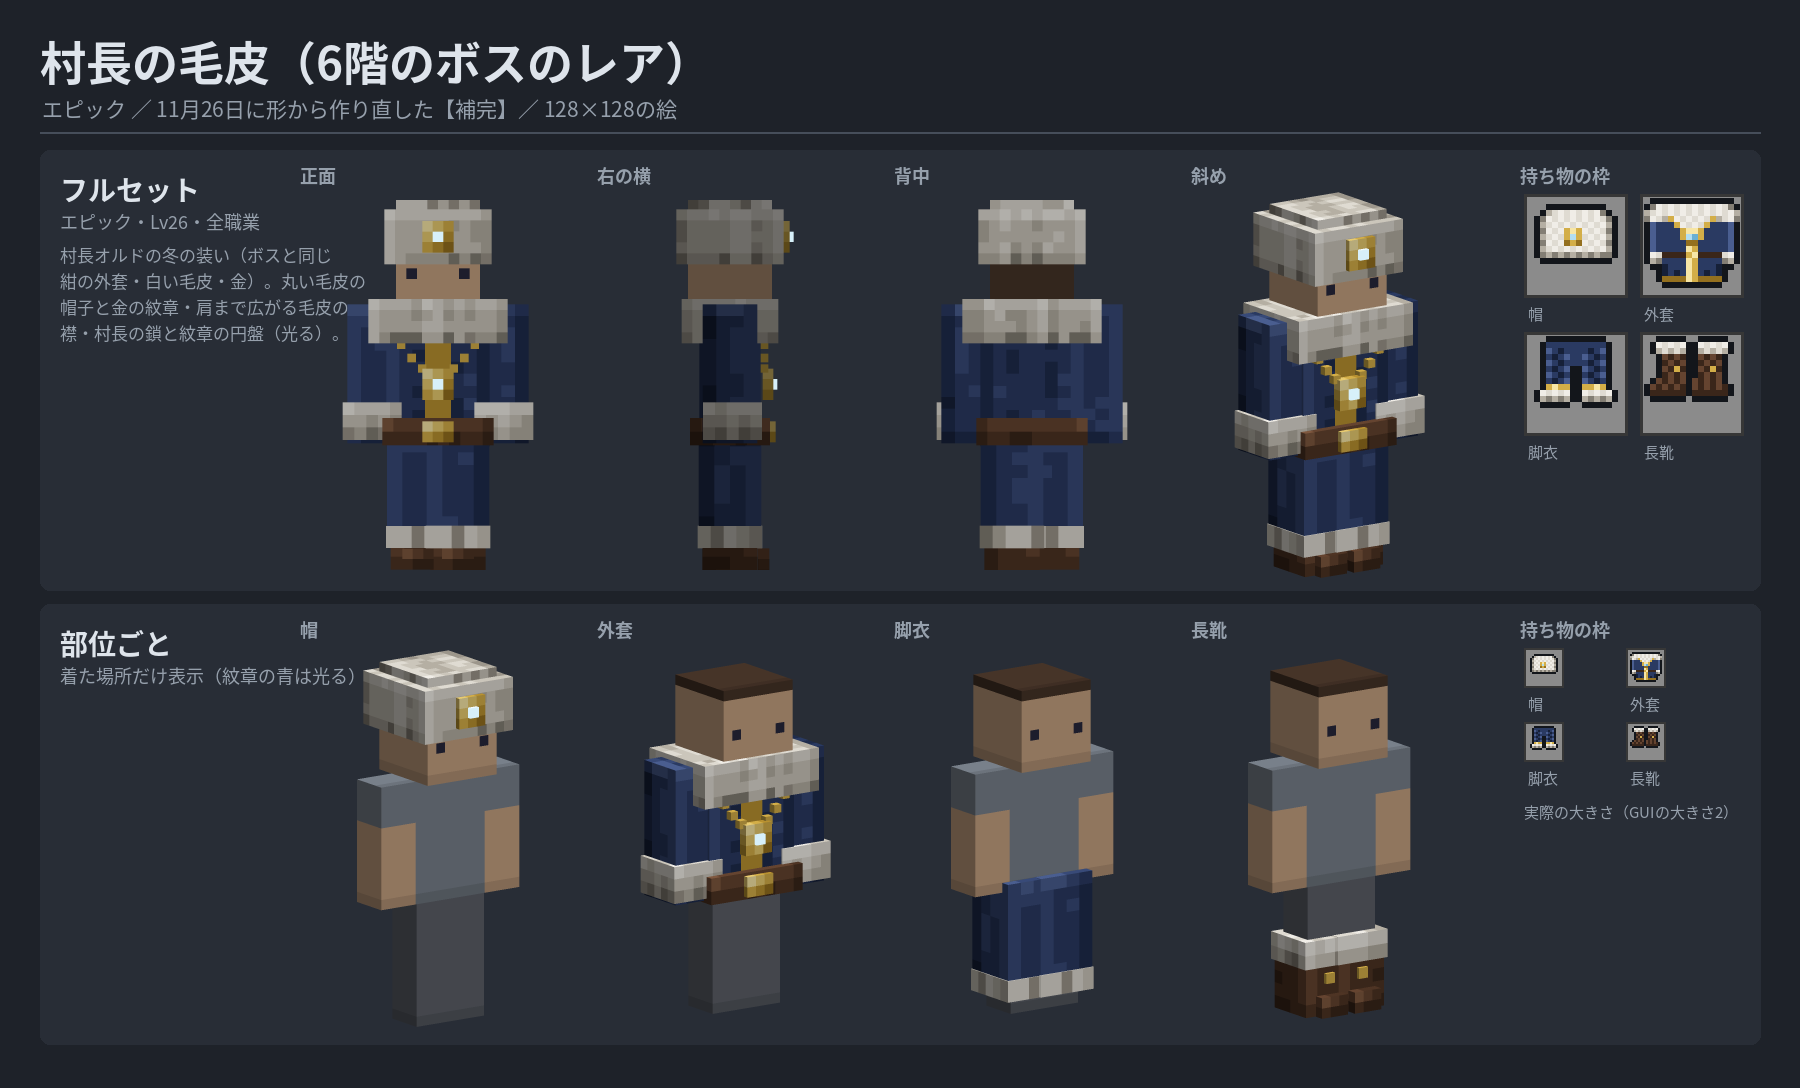 村長の毛皮（6階のボスのレア）
エピック ／ 11月26日に形から作り直した【補完】 ／ 128×128の絵
フルセット
エピック・Lv26・全職業
村長オルドの冬の装い（ボスと同じ
紺の外套・白い毛皮・金）。丸い毛皮の
帽子と金の紋章・肩まで広がる毛皮の
襟・村長の鎖と紋章の円盤（光る）。
正面
右の横
背中
斜め
持ち物の枠
帽
外套
脚衣
長靴
部位ごと
着た場所だけ表示（紋章の青は光る）
帽
外套
脚衣
長靴
持ち物の枠
帽
外套
脚衣
長靴
実際の大きさ（GUIの大きさ2）